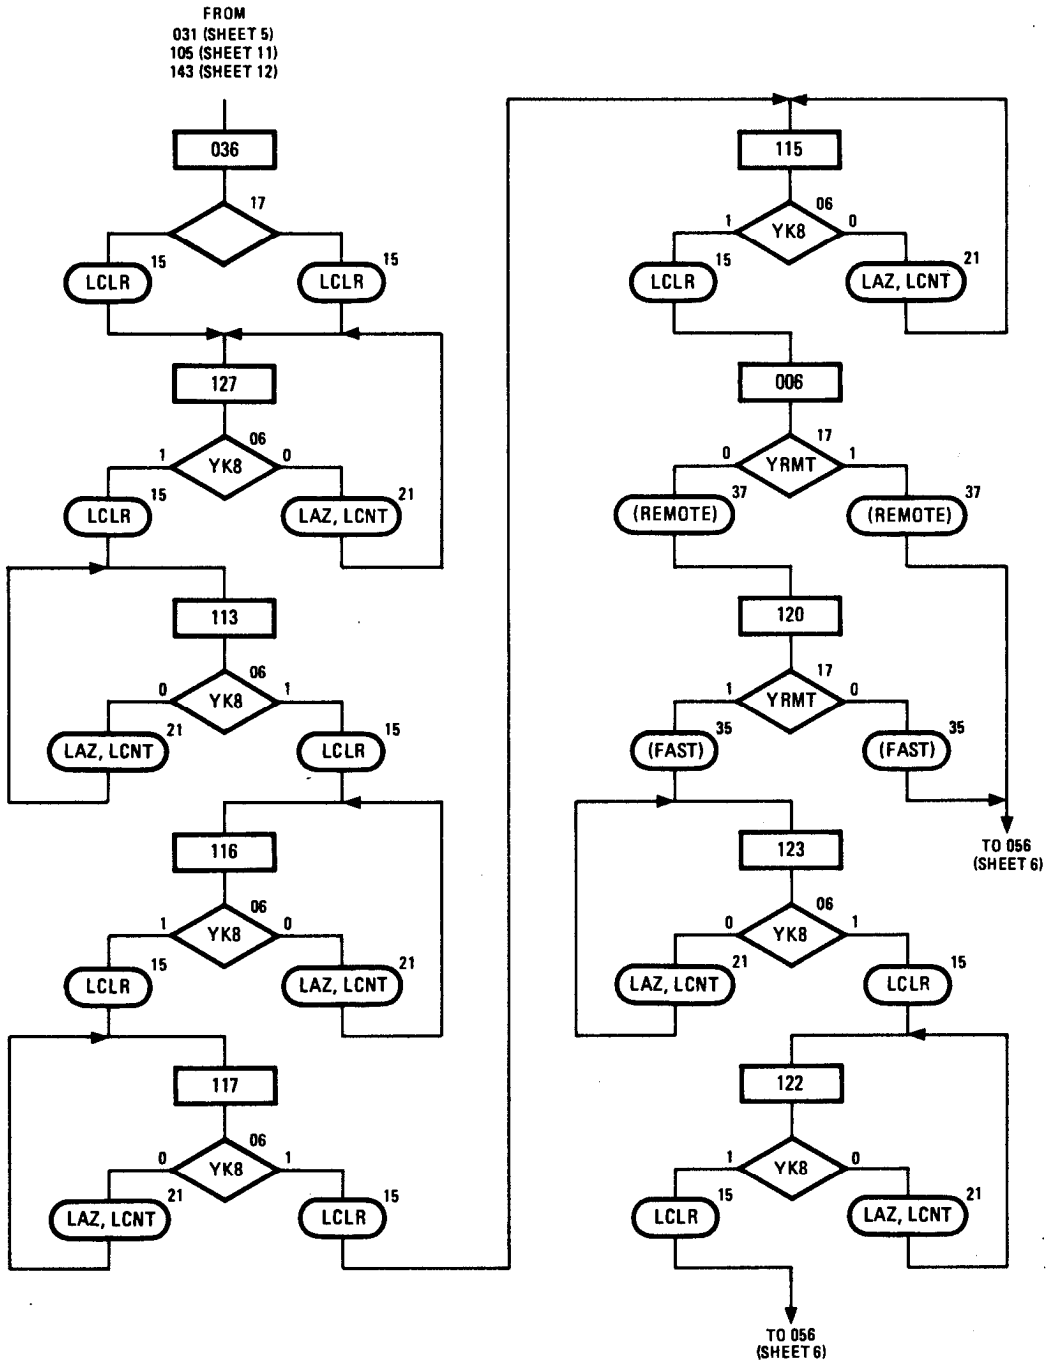 FROM
031 (SHEET 5)
105 (SHEET 11)
143 (SHEET 12)
036
17
15
LCLR
15
LCLR
127
06
1
YK8
0
15
LCLR
21
LAZ, LCNT
113
06
0
YK8
1
21
LAZ, LCNT
15
LCLR
116
06
1
YK8
0
15
LCLR
21
LAZ, LCNT
117
06
0
YK8
1
21
LAZ, LCNT
15
LCLR
115
06
1
YK8
0
15
LCLR
21
LAZ, LCNT
006
17
0
YRMT
1
37
(REMOTE)
37
(REMOTE)
120
17
1
YRMT
0
35
(FAST)
35
(FAST)
TO 056
(SHEET 6)
123
06
0
YK8
1
21
LAZ, LCNT
15
LCLR
122
1
YK8
0
15
LCLR
21
LAZ, LCNT
TO 056
(SHEET 6)